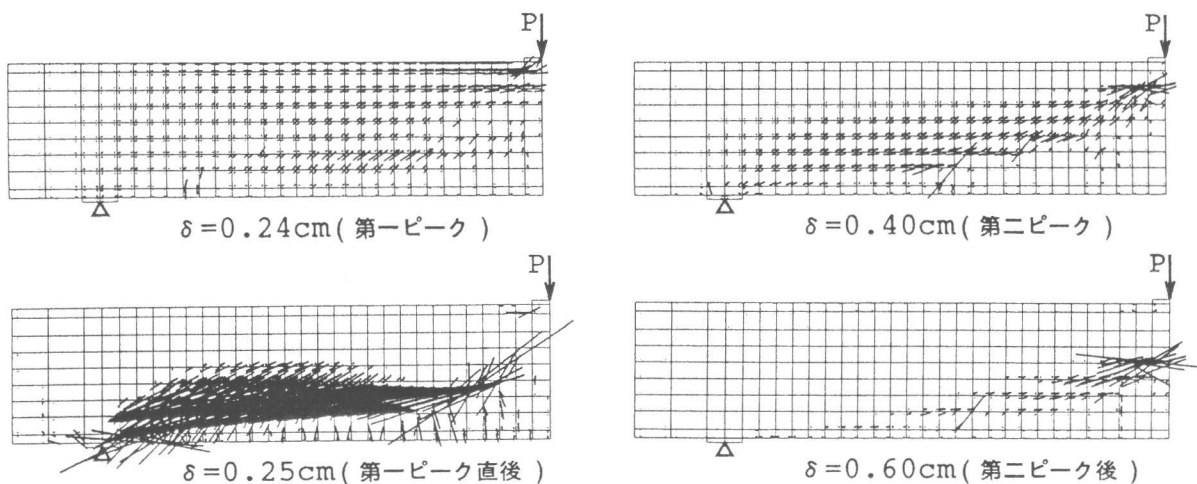 P
P
δ=0.24cm(第一ピーク)
δ=0.40cm(第二ピーク)
P
P
δ=0.25cm(第一ピーク直後)
δ=0.60cm(第二ピーク後)